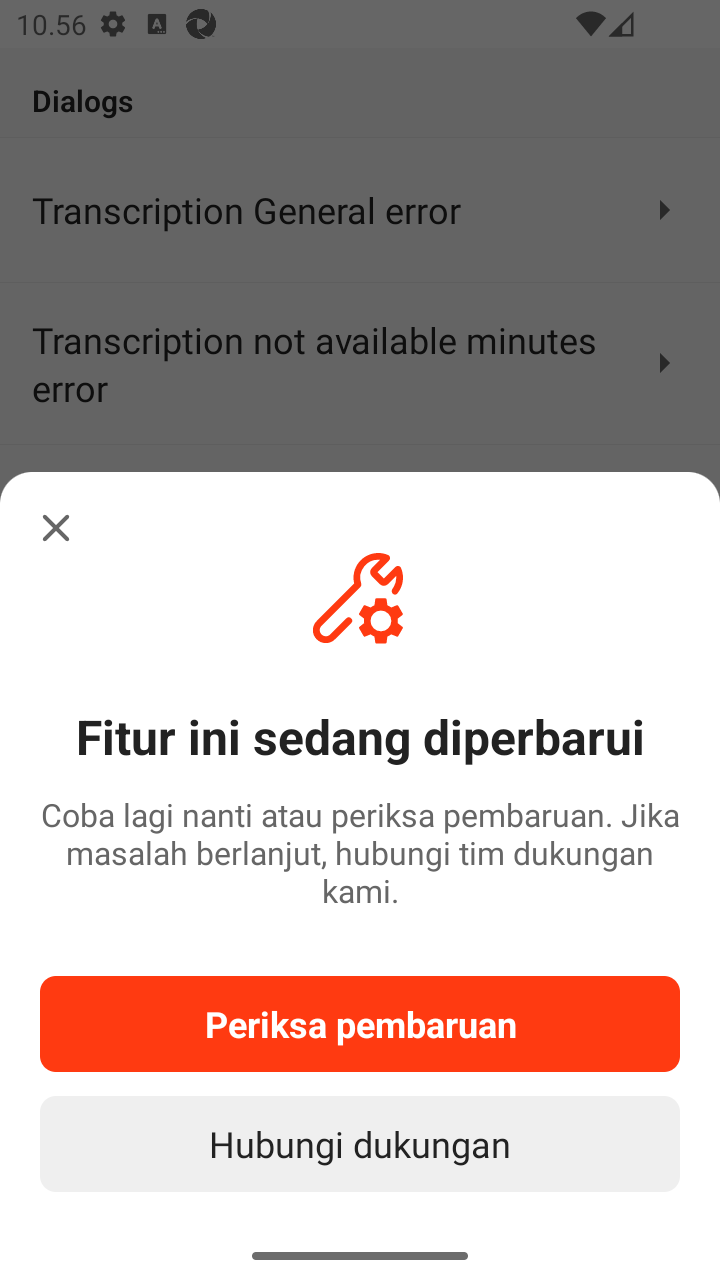 10.56
Dialogs
Transcription General error
Transcription not available minutes
error
Fitur ini sedang diperbarui
Coba lagi nanti atau periksa pembaruan. Jika
masalah berlanjut, hubungi tim dukungan
kami.
Periksa pembaruan
Hubungi dukungan